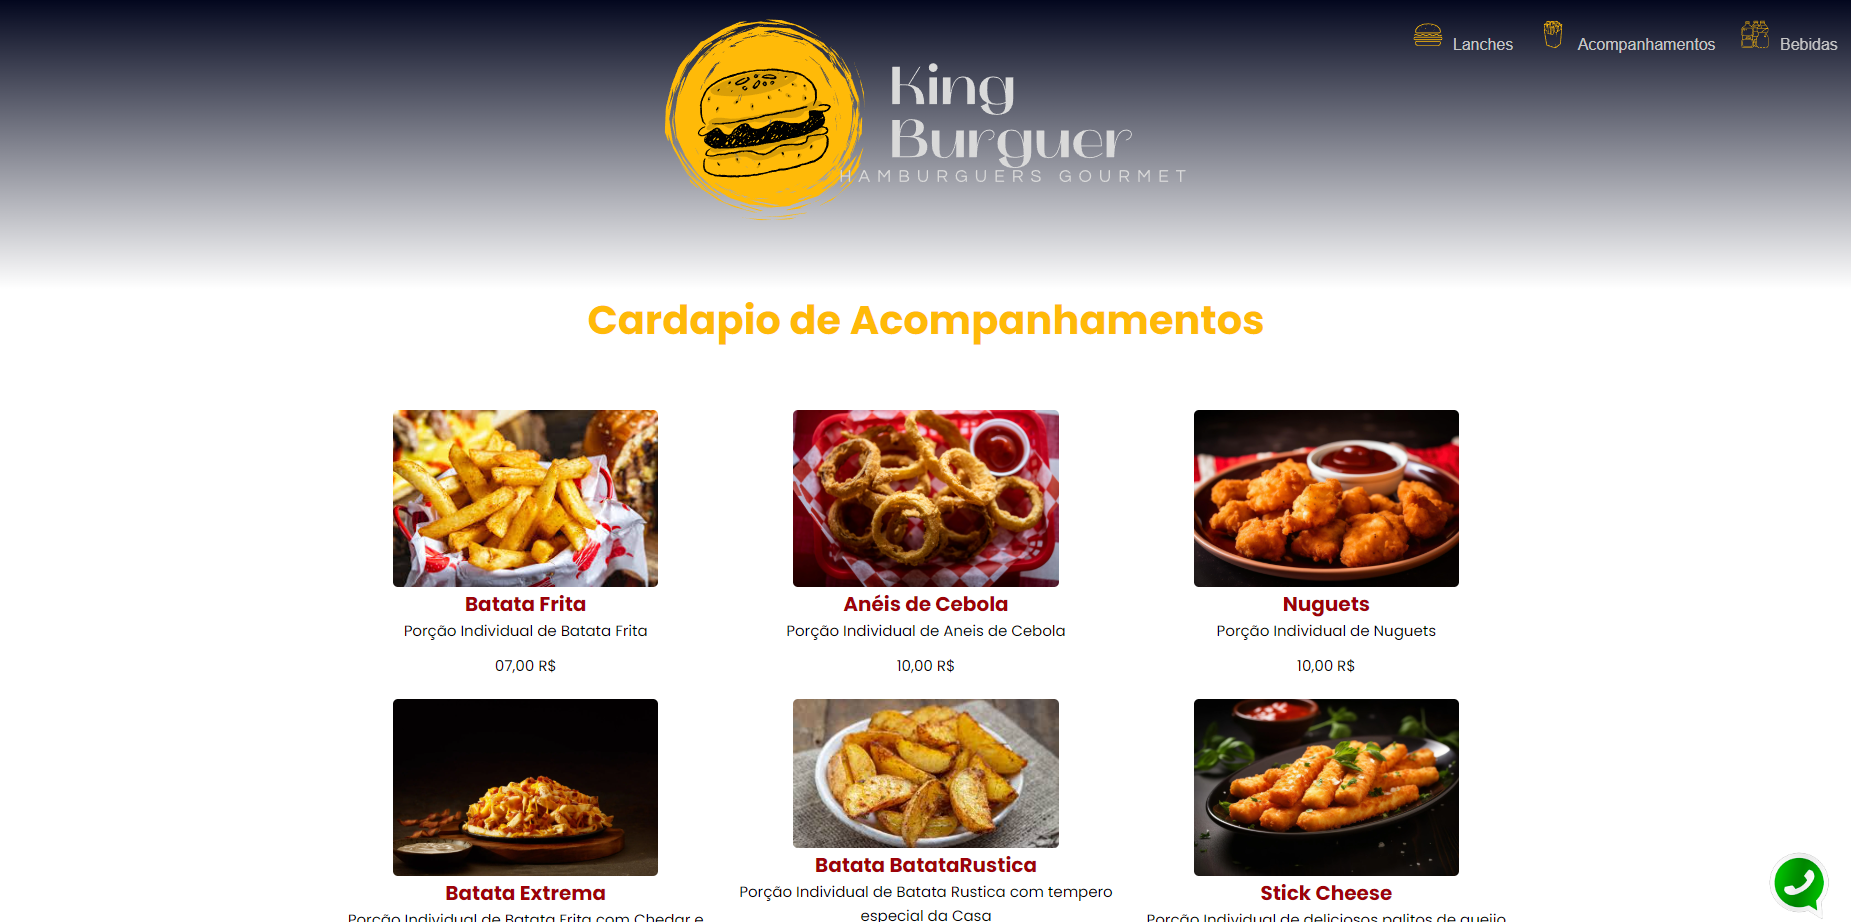 Lanches
Acompanhamentos
Bebidas
King
Burguer
HAMBURGUERS GOURMET
Cardapio de Acompanhamentos
Batata Frita
Porção Individual de Batata Frita
07,00 R$
Anéis de Cebola
Porção Individual de Aneis de Cebola
10,00 R$
Nuguets
Porção Individual de Nuguets
10,00 R$
Batata Extrema
Porção Individual de Batata Frita com Chedar e
Batata BatataRustica
Porção Individual de Batata Rustica com tempero
especial da Casa
Stick Cheese
Porção Individual de deliciosos palitos de queijo